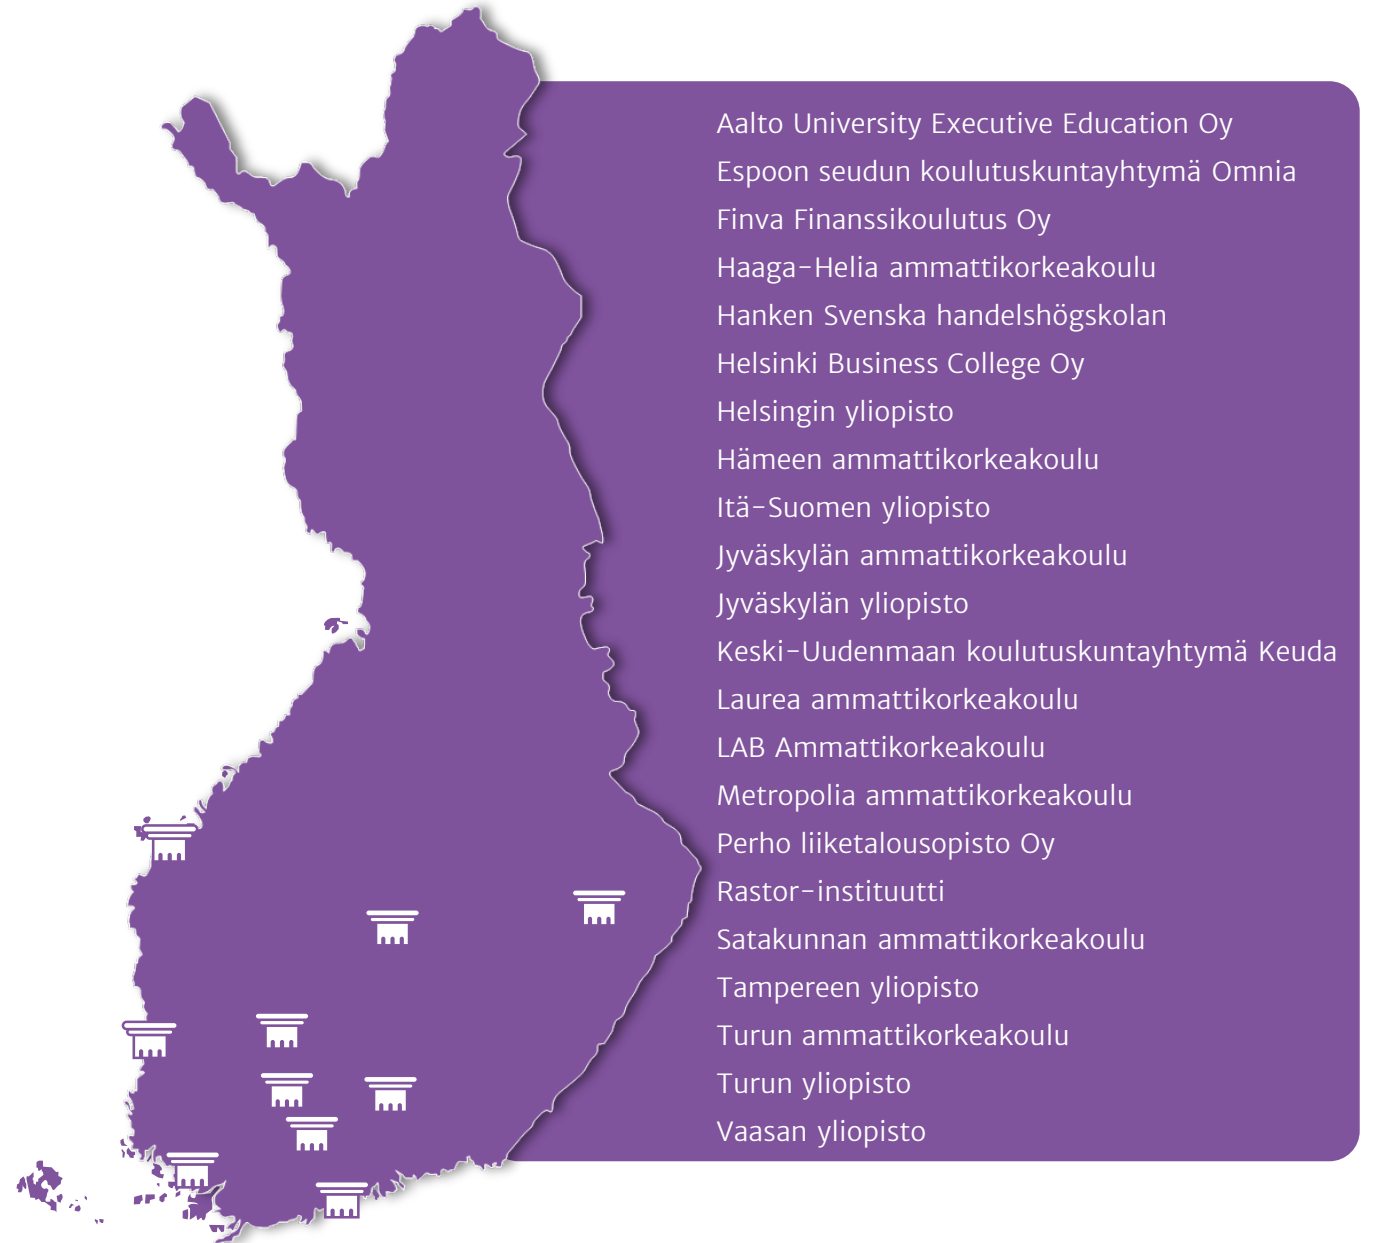 Aalto University Executive Education Oy
Espoon seudun koulutuskuntayhtymä Omnia
Finva Finanssikoulutus Oy
Haaga-Helia ammattikorkeakoulu
Hanken Svenska handelshögskolan
Helsinki Business College Oy
Helsingin yliopisto
Hämeen ammattikorkeakoulu
Itä-Suomen yliopisto
Jyväskylän ammattikorkeakoulu
Jyväskylän yliopisto
Keski-Uudenmaan koulutuskuntayhtymä Keuda
Laurea ammattikorkeakoulu
LAB Ammattikorkeakoulu
Metropolia ammattikorkeakoulu
Perho liiketalousopisto Oy
Rastor-instituutti
Satakunnan ammattikorkeakoulu
Tampereen yliopisto
Turun ammattikorkeakoulu
Turun yliopisto
Vaasan yliopisto